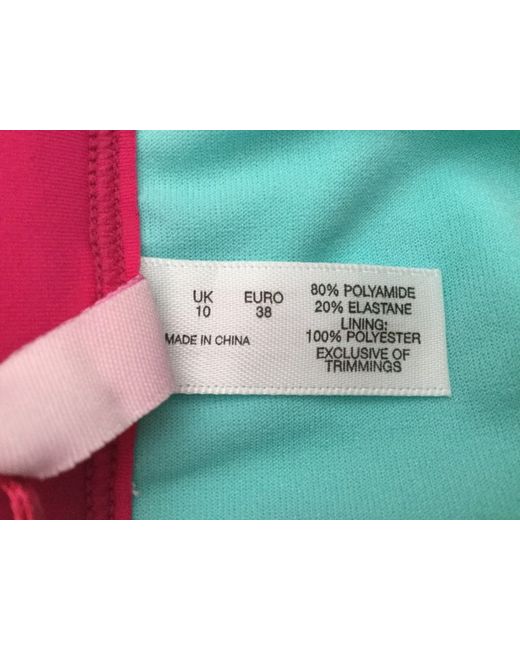 UK EURO
10 38
MADE IN CHINA
80% POLYAMIDE
20% ELASTANE
LINING:
100% POLYESTER
EXCLUSIVE OF
TRIMMINGS